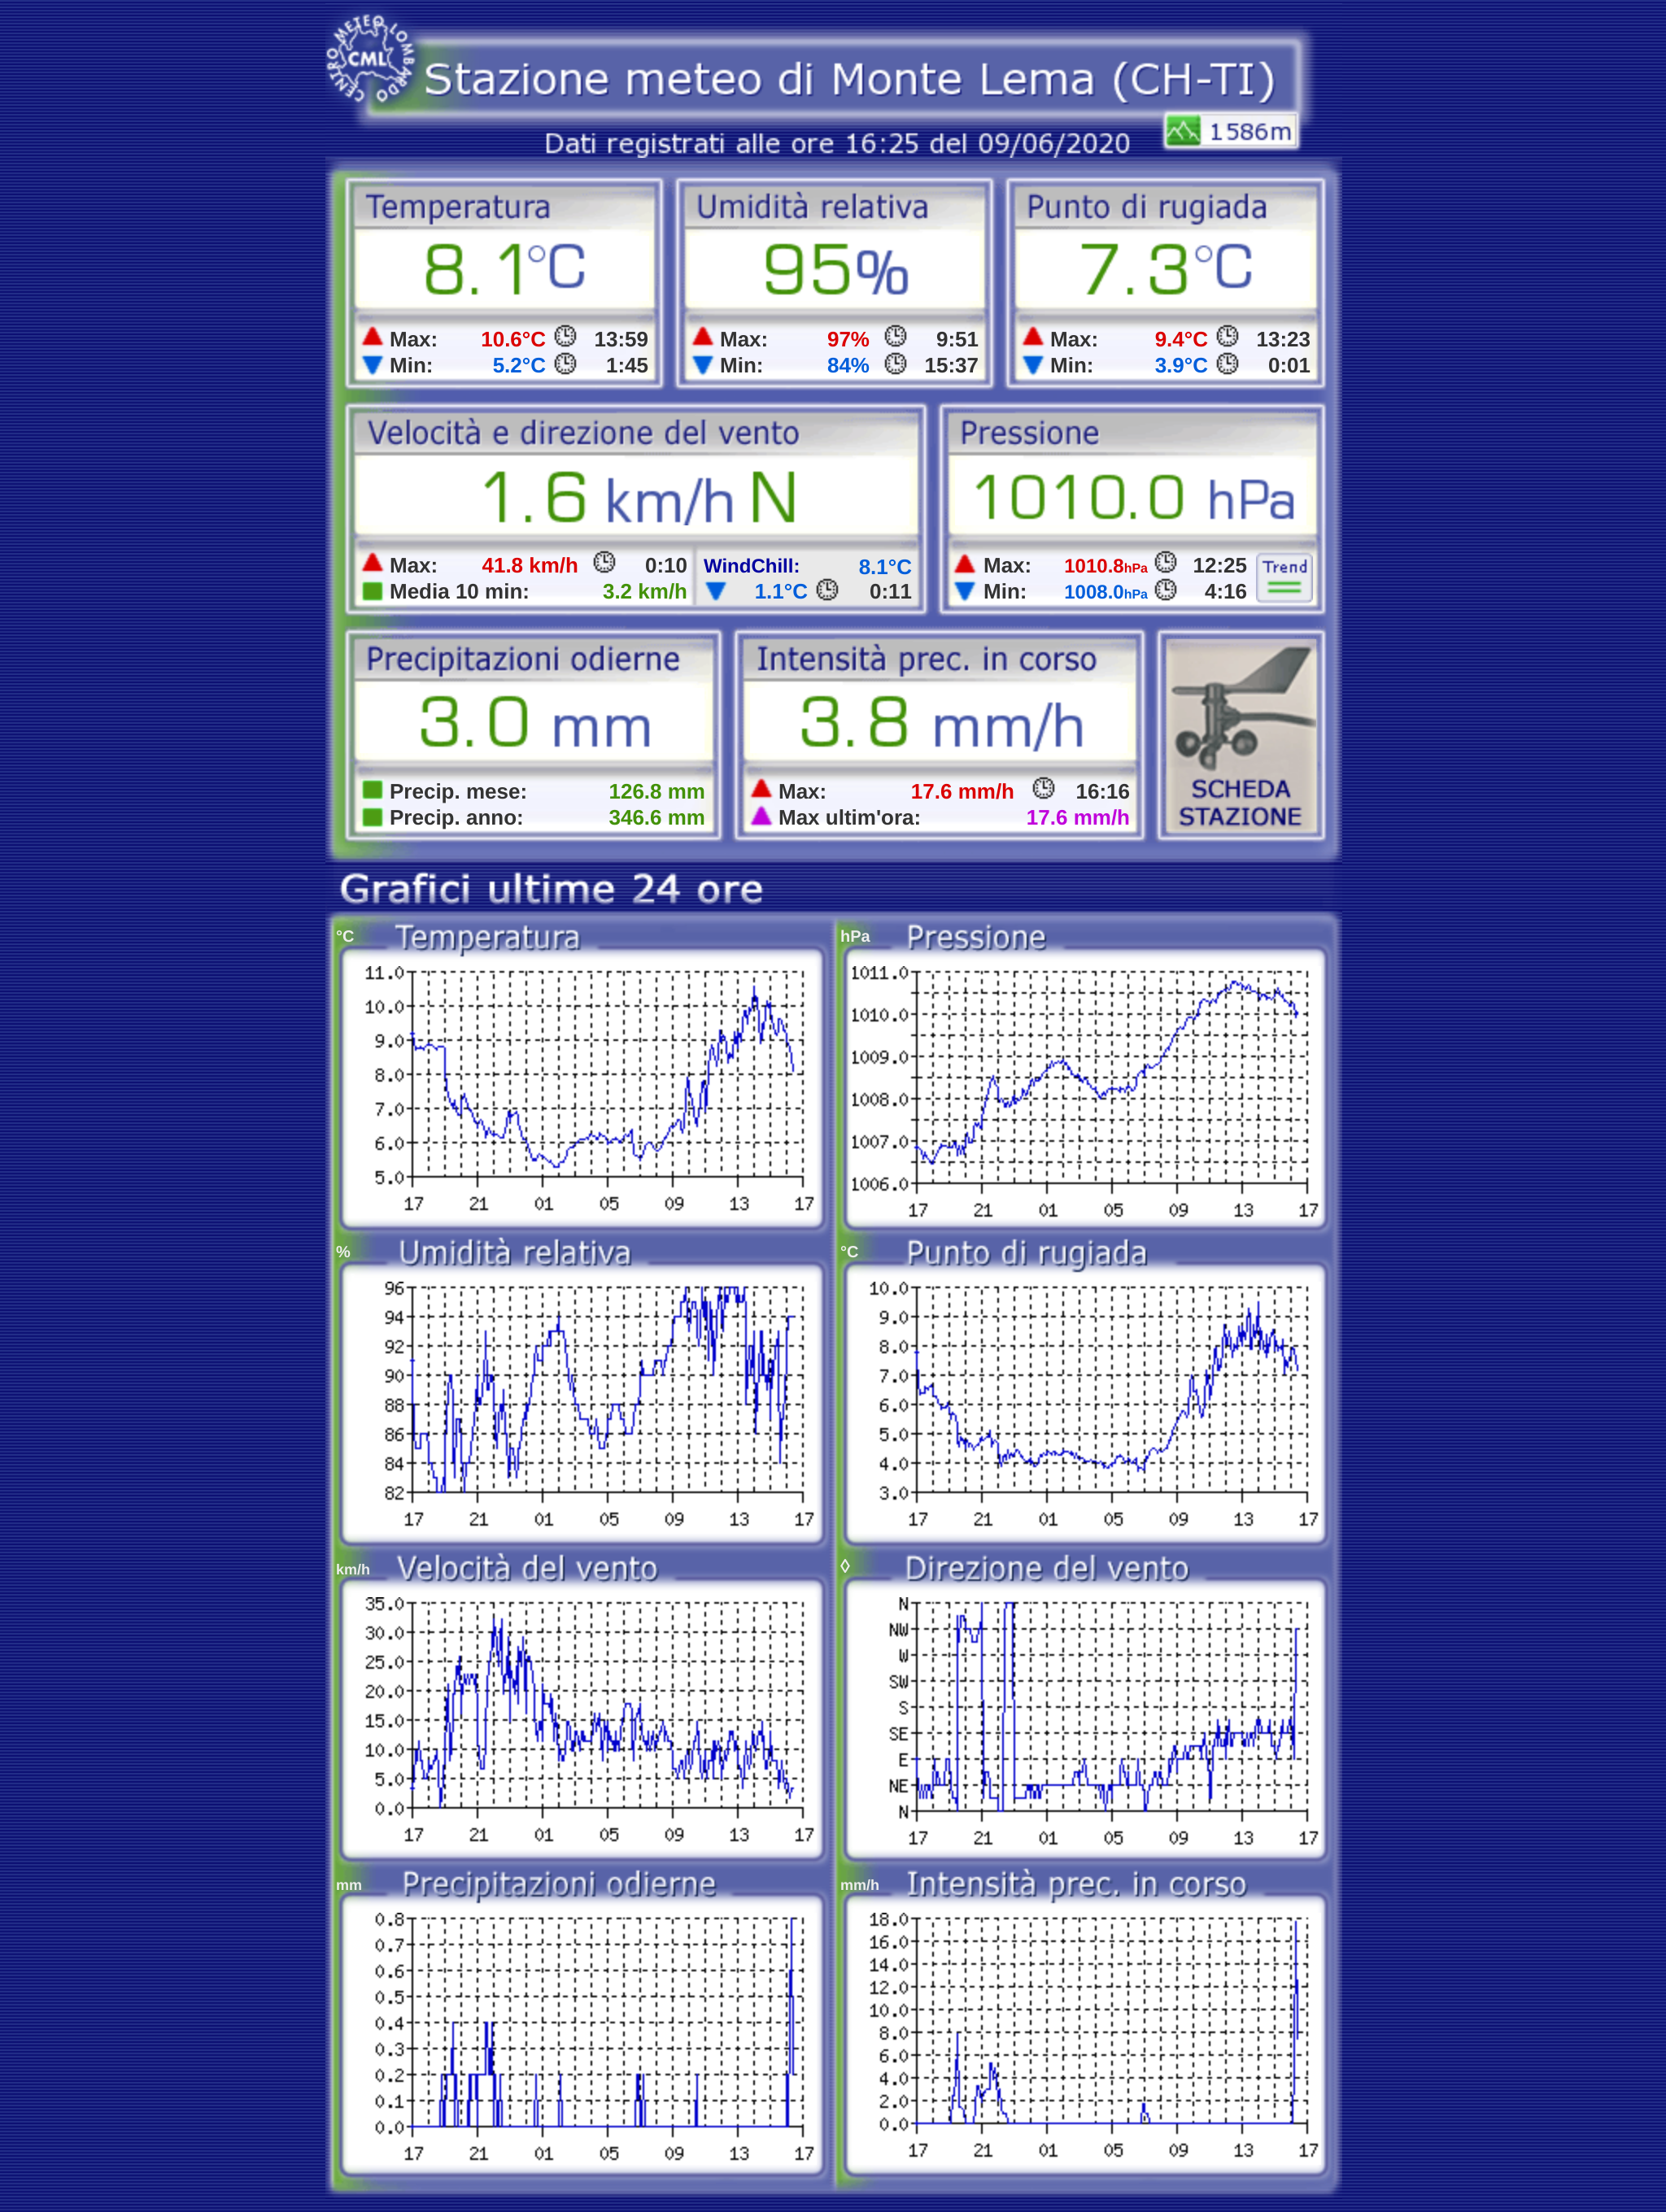 CENTRO METEO LOMBARDO
CML
Stazione meteo di Monte Lema (CH-TI)
Dati registrati alle ore 16:25 del 09/06/2020
1586m
Temperatura
8.1°C
Max: 10.6°C 13:59
Min: 5.2°C 1:45
Umidità relativa
95%
Max: 97% 9:51
Min: 84% 15:37
Punto di rugiada
7.3°C
Max: 9.4°C 13:23
Min: 3.9°C 0:01
Velocità e direzione del vento
1.6 km/h N
Max: 41.8 km/h 0:10
Media 10 min: 3.2 km/h
WindChill: 8.1°C
1.1°C 0:11
Pressione
1010.0 hPa
Max: 1010.8hPa 12:25
Min: 1008.0hPa 4:16
Trend
Precipitazioni odierne
3.0 mm
Precip. mese: 126.8 mm
Precip. anno: 346.6 mm
Intensità prec. in corso
3.8 mm/h
Max: 17.6 mm/h 16:16
Max ultim'ora: 17.6 mm/h
SCHEDA
STAZIONE
Grafici ultime 24 ore
°C Temperatura
11.0
10.0
9.0
8.0
7.0
6.0
5.0
17 21 01 05 09 13 17
hPa Pressione
1011.0
1010.0
1009.0
1008.0
1007.0
1006.0
17 21 01 05 09 13 17
% Umidità relativa
96
94
92
90
88
86
84
82
17 21 01 05 09 13 17
°C Punto di rugiada
10.0
9.0
8.0
7.0
6.0
5.0
4.0
3.0
17 21 01 05 09 13 17
km/h Velocità del vento
35.0
30.0
25.0
20.0
15.0
10.0
5.0
0.0
17 21 01 05 09 13 17
◊ Direzione del vento
N
NW
W
SW
S
SE
E
NE
N
17 21 01 05 09 13 17
mm Precipitazioni odierne
0.8
0.7
0.6
0.5
0.4
0.3
0.2
0.1
0.0
17 21 01 05 09 13 17
mm/h Intensità prec. in corso
18.0
16.0
14.0
12.0
10.0
8.0
6.0
4.0
2.0
0.0
17 21 01 05 09 13 17